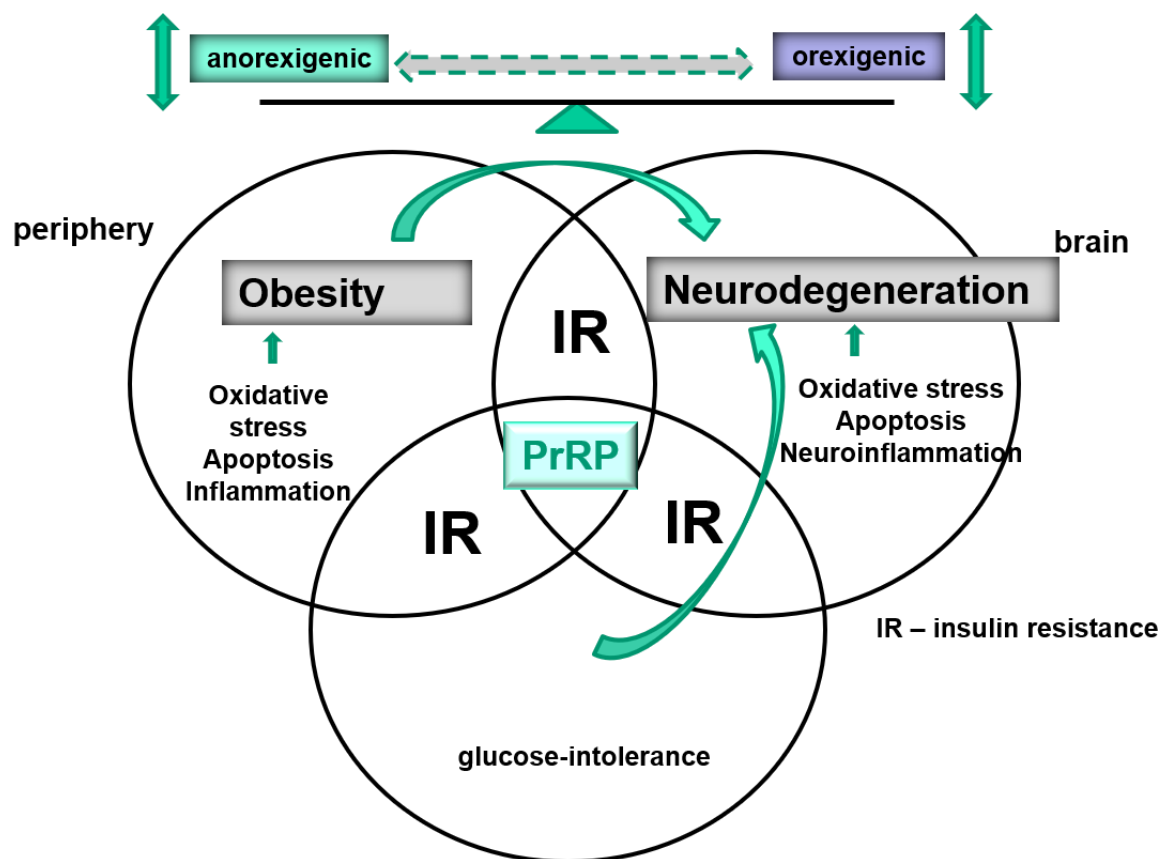 anorexigenic
orexigenic
periphery
brain
Obesity
Neurodegeneration
IR
Oxidative
stress
Apoptosis
Inflammation
Oxidative stress
Apoptosis
Neuroinflammation
PrRP
IR
IR
IR – insulin resistance
glucose-intolerance